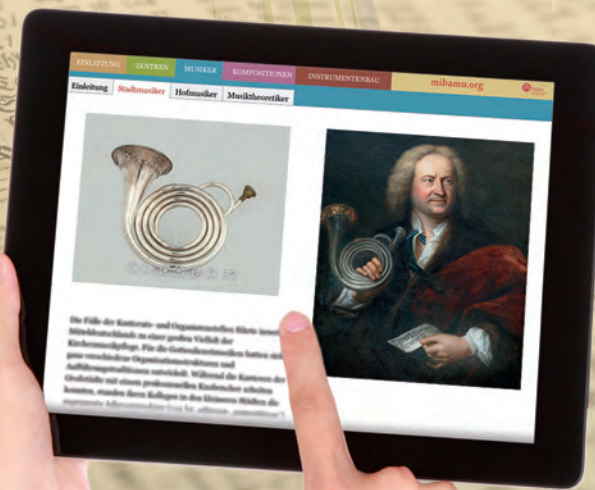 EINLEITUNG ZENTREN MUSIKER KOMPOSITIONEN INSTRUMENTENBAU mibamu.org
Einleitung Stadtmusiker Hofmusiker Musiktheoretiker
Die Fülle der Kantorats- und Organistenstellen führte
Mitteldeutschlands zu einer großen Vielfalt der
Kirchenmusikpflege. Für die Gottesdienstmusiken hatten sich
ganz verschiedene Organisationsstrukturen und
Aufführungstraditionen entwickelt. Während die Kantoren der
Großstädte mit einem professionellen Knabenchor arbeiten
konnten, standen ihren Kollegen in den kleineren Städten die